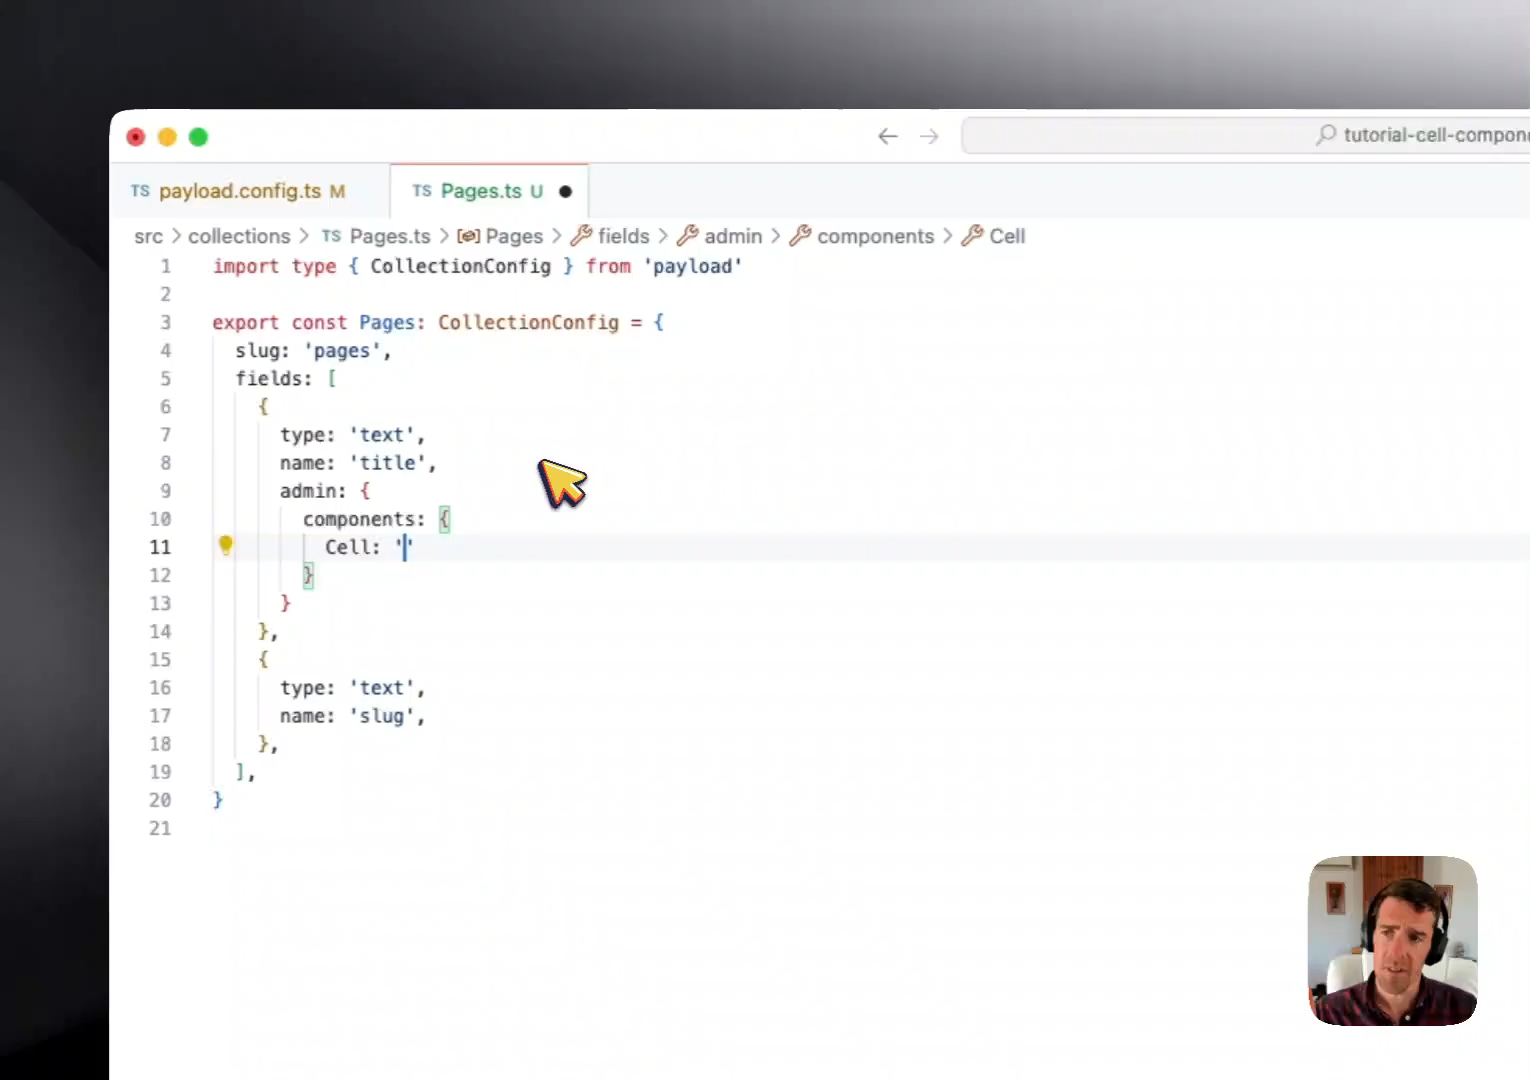 tutorial-cell-compon
TS payload.config.ts M
TS Pages.ts U
src > collections > TS Pages.ts > Pages > fields > admin > components > Cell
1 import type { CollectionConfig } from 'payload'
2
3 export const Pages: CollectionConfig = {
4 slug: 'pages',
5 fields: [
6 {
7 type: 'text',
8 name: 'title',
9 admin: {
10 components: {
11 Cell: ''
12 }
13 }
14 },
15 {
16 type: 'text',
17 name: 'slug',
18 },
19 ],
20 }
21